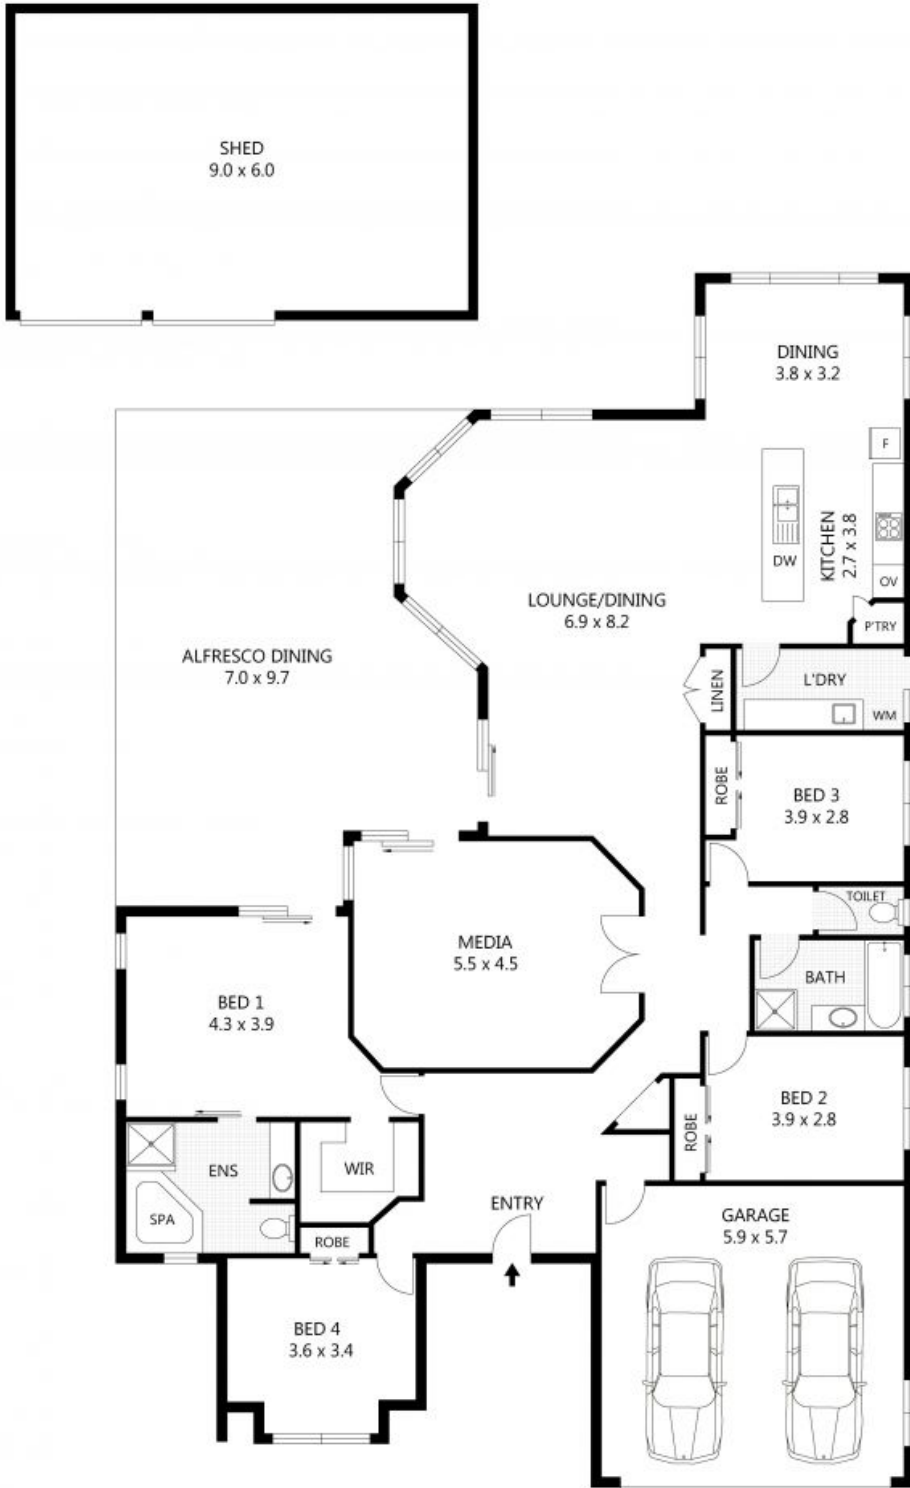 SHED
9.0 x 6.0
DINING
3.8 x 3.2
F
KITCHEN
2.7 x 3.8
DW
OV
P'TRY
LOUNGE/DINING
6.9 x 8.2
ALFRESCO DINING
7.0 x 9.7
LINEN
L'DRY
WM
ROBE
BED 3
3.9 x 2.8
TOILET
MEDIA
5.5 x 4.5
BATH
BED 1
4.3 x 3.9
BED 2
3.9 x 2.8
ROBE
ENS
WIR
SPA
ROBE
ENTRY
GARAGE
5.9 x 5.7
BED 4
3.6 x 3.4